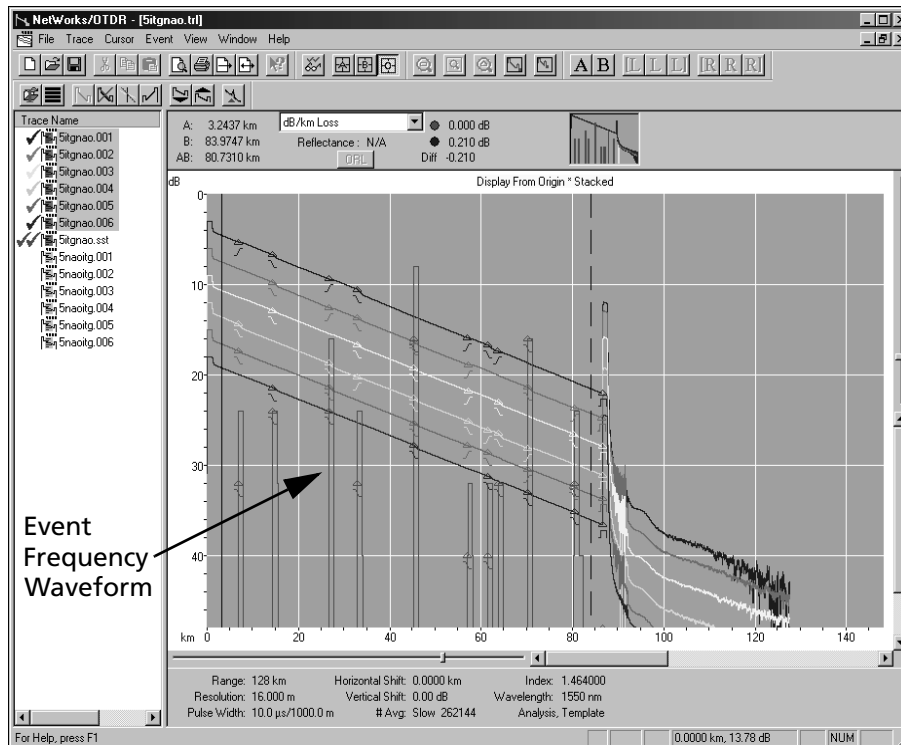 NetWorks/OTDR - [5itgnao.trl]
File Trace Cursor Event View Window Help
A B [L L L] [R R R]
Trace Name
5itgnao.001
5itgnao.002
5itgnao.003
5itgnao.004
5itgnao.005
5itgnao.006
5itgnao.sst
5naoitg.001
5naoitg.002
5naoitg.003
5naoitg.004
5naoitg.005
5naoitg.006
A: 3.2437 km dB/km Loss 0.000 dB
B: 83.9747 km Reflectance : N/A 0.210 dB
AB: 80.7310 km ORL Diff -0.210
dB Display From Origin * Stacked
0
10
20
30
40
km 0 20 40 60 80 100 120 140
Event
Frequency
Waveform
Range: 128 km Horizontal Shift: 0.0000 km Index: 1.464000
Resolution: 16.000 m Vertical Shift: 0.00 dB Wavelength: 1550 nm
Pulse Width: 10.0 µs/1000.0 m # Avg: Slow 262144 Analysis, Template
For Help, press F1 0.0000 km, 13.78 dB NUM